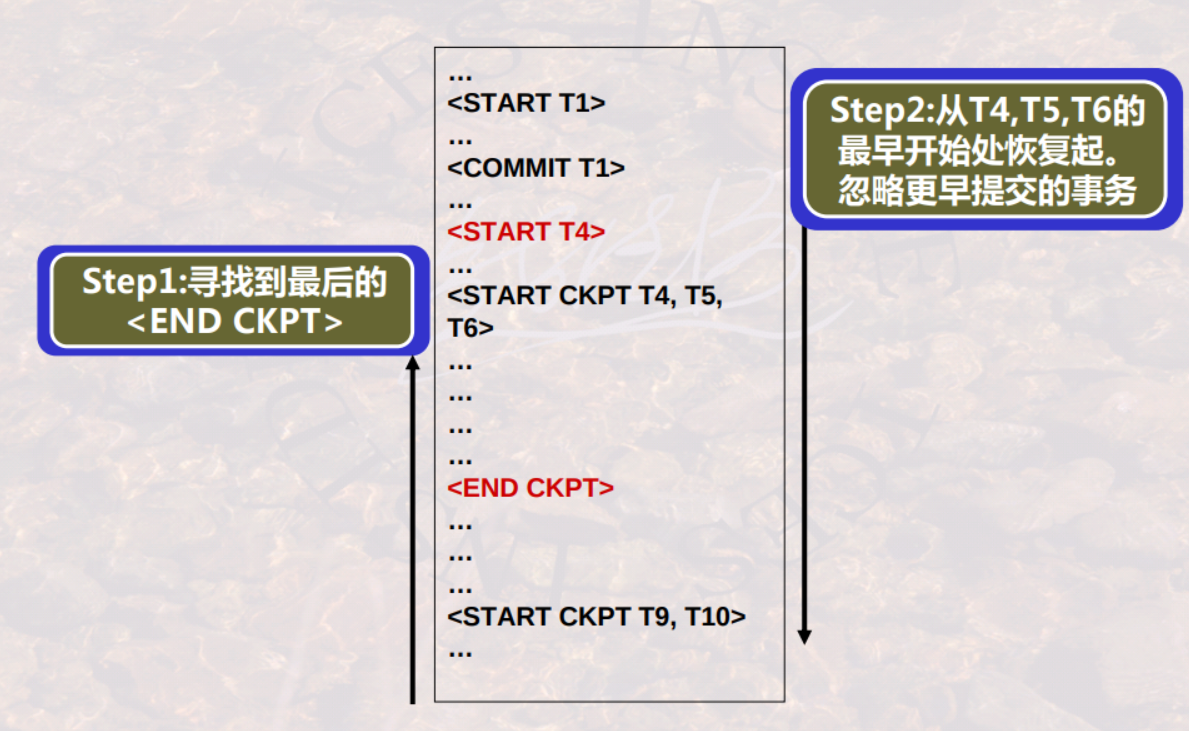 ...
<START T1>
...
<COMMIT T1>
...
<START T4>
...
<START CKPT T4, T5,
T6>
...
...
...
...
<END CKPT>
...
...
...
<START CKPT T9, T10>
...
Step1:寻找到最后的
<END CKPT>
Step2:从T4,T5,T6的
最早开始处恢复起。
忽略更早提交的事务